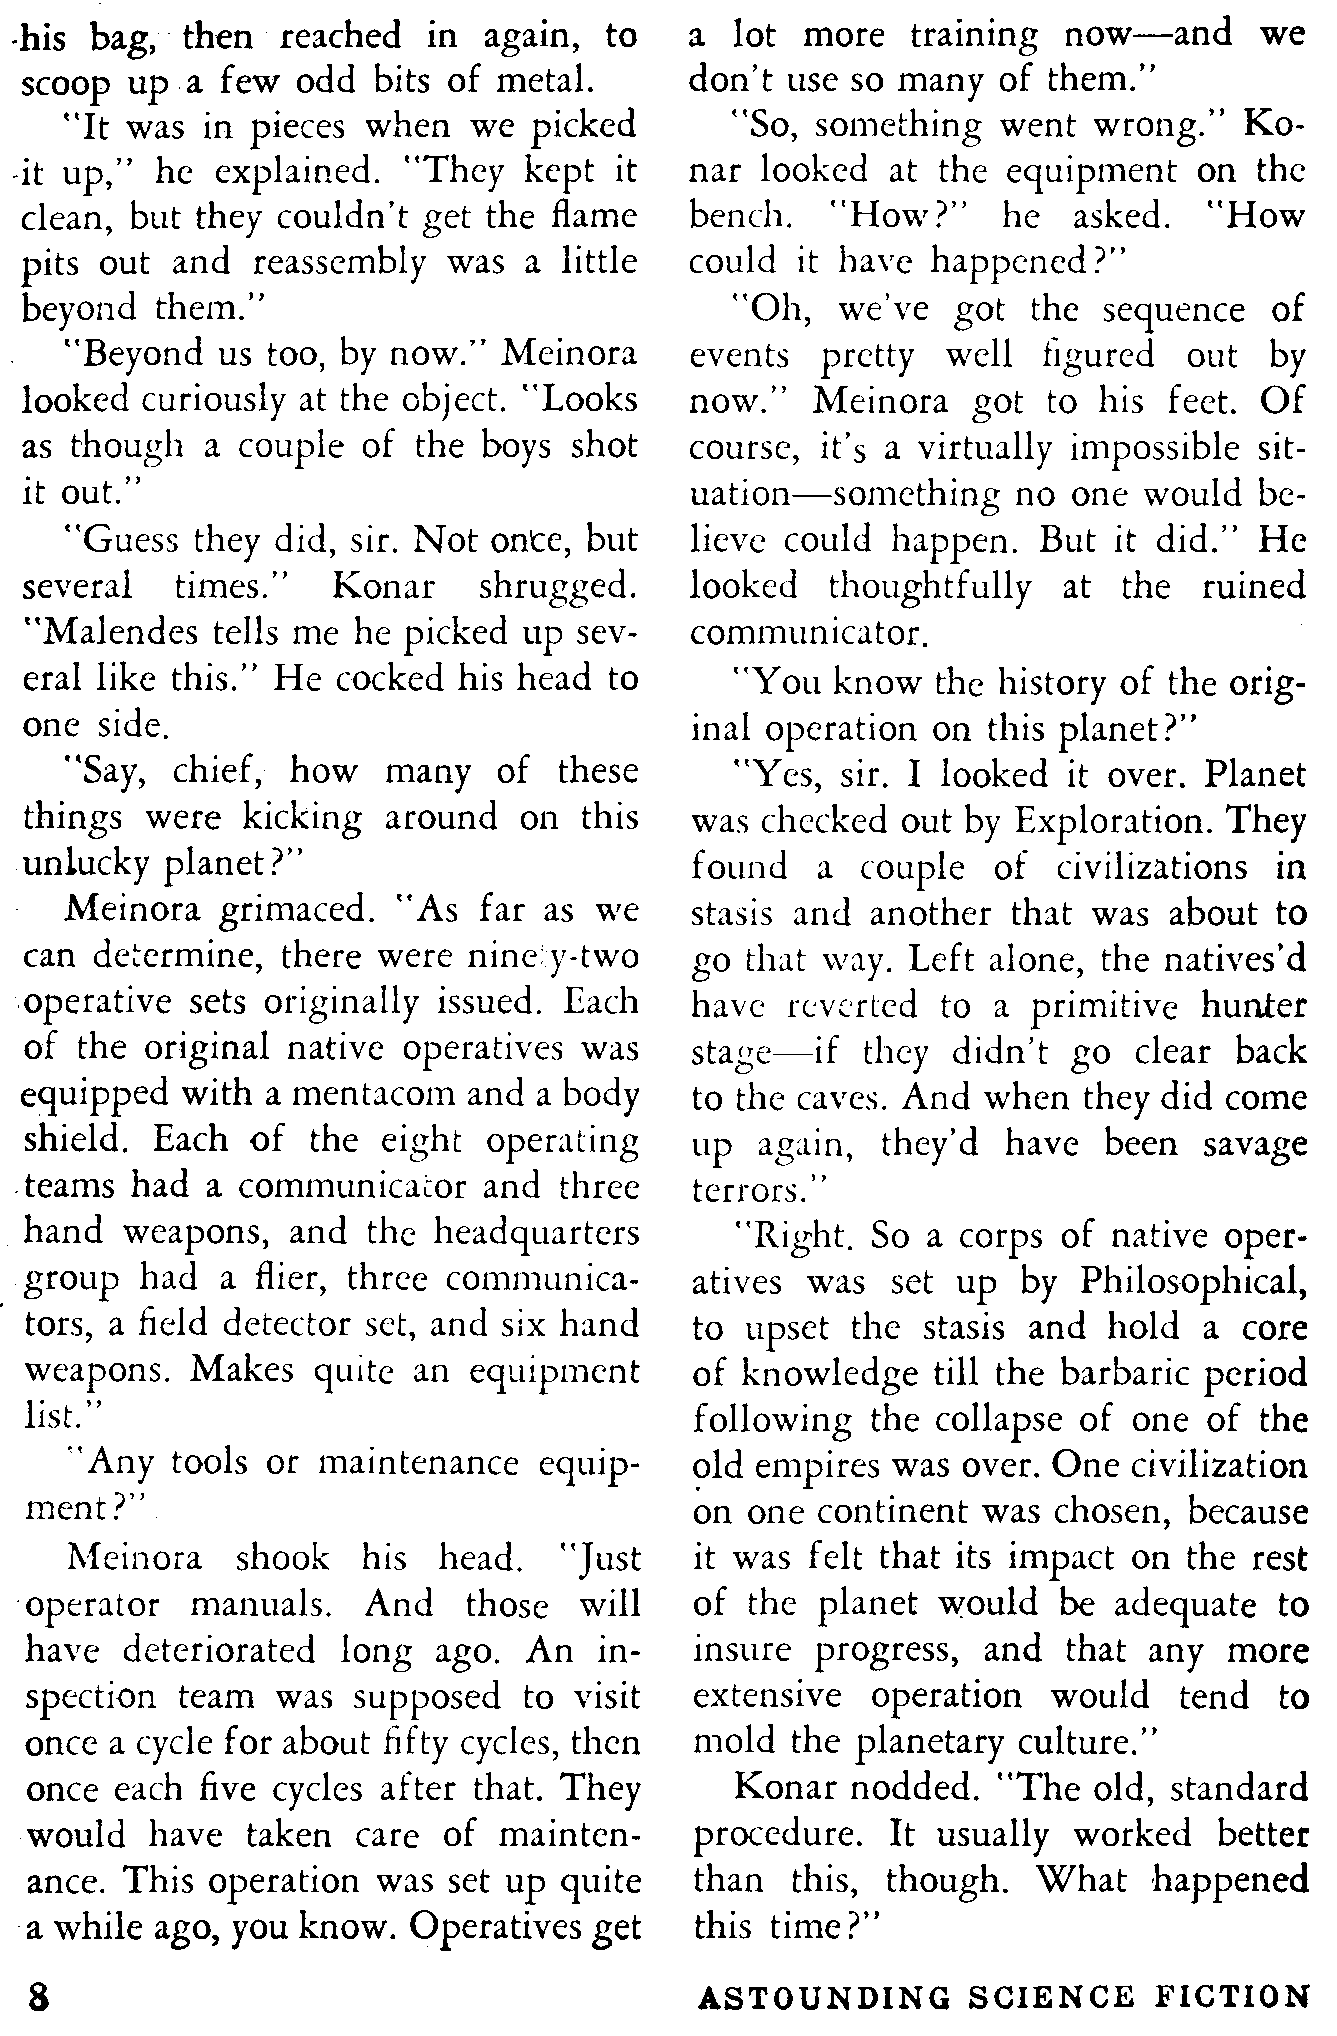 his bag, then reached in again, to
scoop up a few odd bits of metal.
"It was in pieces when we picked
it up," he explained. "They kept it
clean, but they couldn't get the flame
pits out and reassembly was a little
beyond them."
"Beyond us too, by now." Meinora
looked curiously at the object. "Looks
as though a couple of the boys shot
it out."
"Guess they did, sir. Not once, but
several times." Konar shrugged.
"Malendes tells me he picked up sev-
eral like this." He cocked his head to
one side.
"Say, chief, how many of these
things were kicking around on this
unlucky planet?"
Meinora grimaced. "As far as we
can determine, there were ninety-two
operative sets originally issued. Each
of the original native operatives was
equipped with a mentacom and a body
shield. Each of the eight operating
teams had a communicator and three
hand weapons, and the headquarters
group had a flier, three communica-
tors, a field detector set, and six hand
weapons. Makes quite an equipment
list."
"Any tools or maintenance equip-
ment?"
Meinora shook his head. "Just
operator manuals. And those will
have deteriorated long ago. An in-
spection team was supposed to visit
once a cycle for about fifty cycles, then
once each five cycles after that. They
would have taken care of mainten-
ance. This operation was set up quite
a while ago, you know. Operatives get
a lot more training now—and we
don't use so many of them."
"So, something went wrong." Ko-
nar looked at the equipment on the
bench. "How?" he asked. "How
could it have happened?"
"Oh, we've got the sequence of
events pretty well figured out by
now." Meinora got to his feet. Of
course, it's a virtually impossible sit-
uation—something no one would be-
lieve could happen. But it did." He
looked thoughtfully at the ruined
communicator.
"You know the history of the orig-
inal operation on this planet?"
"Yes, sir. I looked it over. Planet
was checked out by Exploration. They
found a couple of civilizations in
stasis and another that was about to
go that way. Left alone, the natives'd
have reverted to a primitive hunter
stage—if they didn't go clear back
to the caves. And when they did come
up again, they'd have been savage
terrors."
"Right. So a corps of native oper-
atives was set up by Philosophical,
to upset the stasis and hold a core
of knowledge till the barbaric period
following the collapse of one of the
old empires was over. One civilization
on one continent was chosen, because
it was felt that its impact on the rest
of the planet would be adequate to
insure progress, and that any more
extensive operation would tend to
mold the planetary culture."
Konar nodded. "The old, standard
procedure. It usually worked better
than this, though. What happened
this time?"
8
ASTOUNDING SCIENCE FICTION